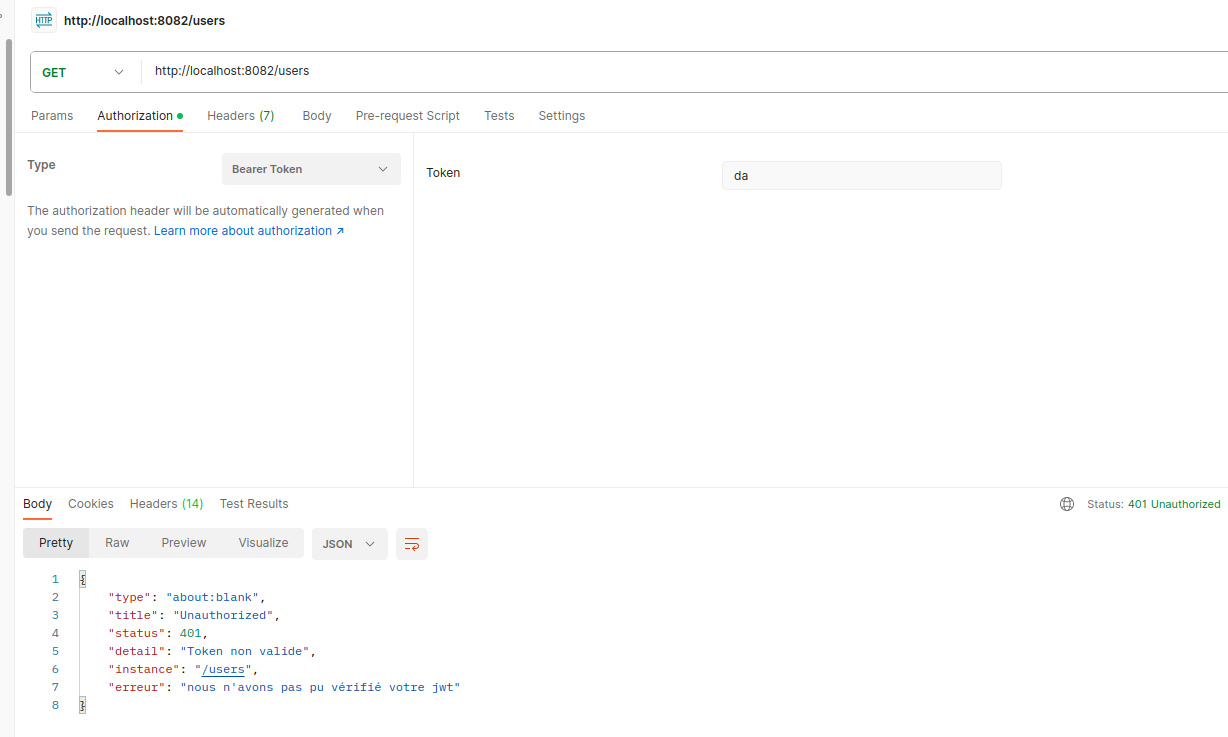 HTTP http://localhost:8082/users
GET http://localhost:8082/users
Params Authorization Headers (7) Body Pre-request Script Tests Settings
Type Bearer Token
Token da
The authorization header will be automatically generated when
you send the request. Learn more about authorization ↗
Body Cookies Headers (14) Test Results Status: 401 Unauthorized
Pretty Raw Preview Visualize JSON
1 {
2 "type": "about:blank",
3 "title": "Unauthorized",
4 "status": 401,
5 "detail": "Token non valide",
6 "instance": "/users",
7 "erreur": "nous n'avons pas pu vérifié votre jwt"
8 }